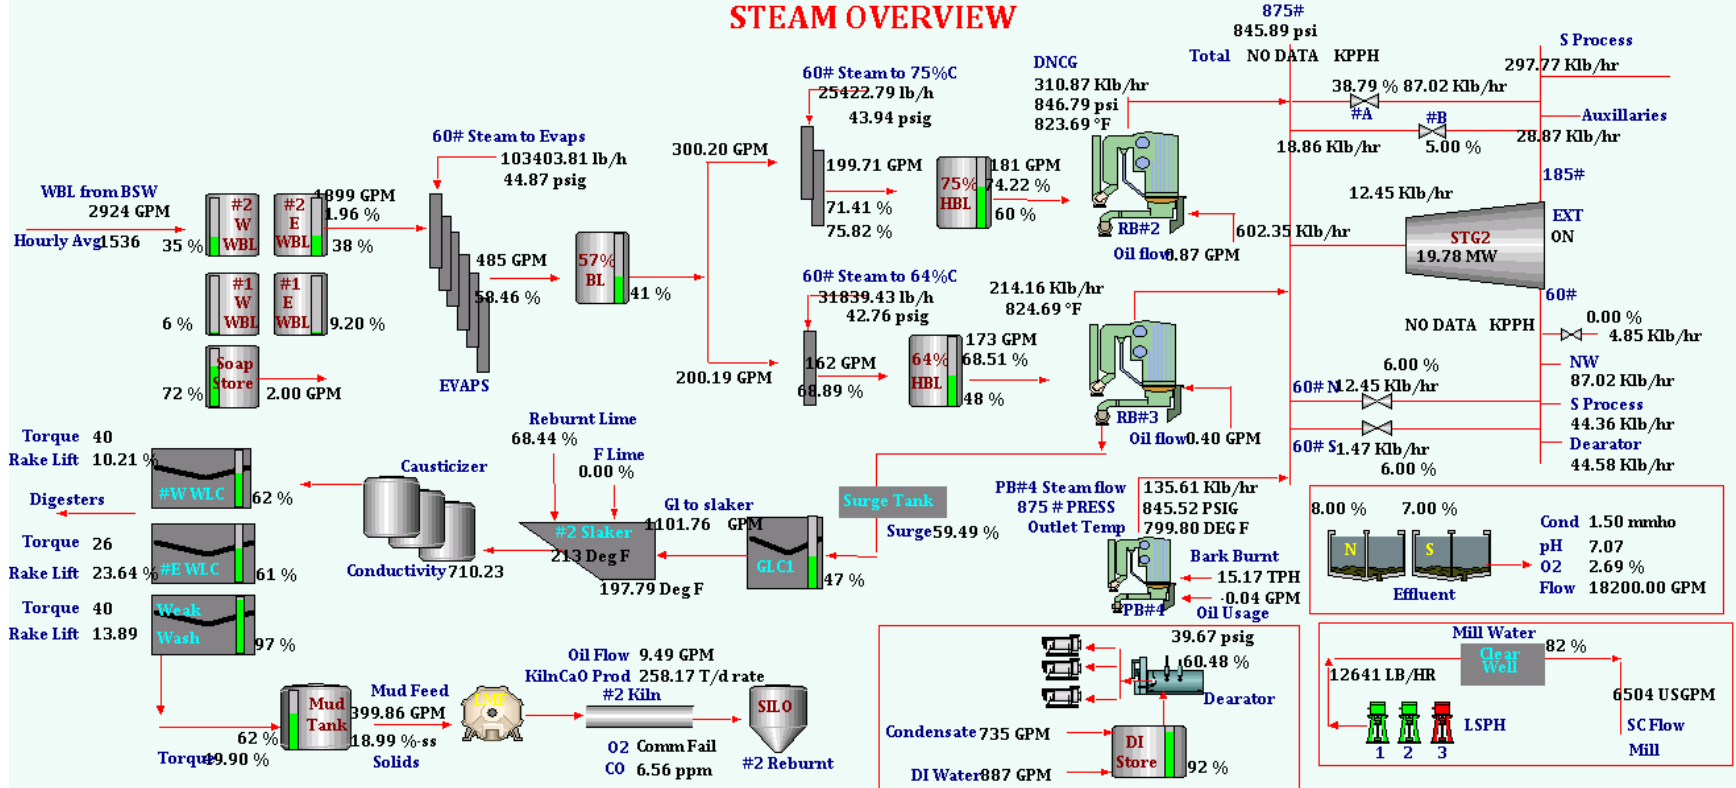 STEAM OVERVIEW
875#
845.89 psi
Total NO DATA KPPH
S Process
297.77 Klb/hr
38.79 % 87.02 Klb/hr
#A
#B
Auxillaries
28.87 Klb/hr
18.86 Klb/hr
5.00 %
185#
12.45 Klb/hr
EXT
ON
STG2
19.78 MW
602.35 Klb/hr
60#
0.00 %
NO DATA KPPH
4.85 Klb/hr
6.00 %
NW
87.02 Klb/hr
60# N
12.45 Klb/hr
S Process
44.36 Klb/hr
60# S
1.47 Klb/hr
6.00 %
Dearator
44.58 Klb/hr
WBL from BSW
2924 GPM
Hourly Avg 1536
35 %
#2
W
WBL
#2
E
WBL
1899 GPM
1.96 %
38 %
6 %
#1
W
WBL
#1
E
WBL
9.20 %
Soap
Store
72 %
2.00 GPM
60# Steam to Evaps
103403.81 lb/h
44.87 psig
EVAPS
485 GPM
58.46 %
57%
BL
41 %
300.20 GPM
200.19 GPM
60# Steam to 75%C
25422.79 lb/h
43.94 psig
199.71 GPM
71.41 %
75.82 %
75%
HBL
181 GPM
74.22 %
60 %
DNCG
310.87 Klb/hr
846.79 psi
823.69 °F
RB#2
Oil flow 0.87 GPM
60# Steam to 64%C
31839.43 lb/h
42.76 psig
162 GPM
68.89 %
64%
HBL
173 GPM
68.51 %
48 %
214.16 Klb/hr
824.69 °F
RB#3
Oil flow 0.40 GPM
Torque 40
Rake Lift 10.21 %
#W WLC
62 %
Digesters
Torque 26
Rake Lift 23.64 %
#E WLC
61 %
Torque 40
Rake Lift 13.89
Weak
Wash
97 %
Causticizer
Conductivity 710.23
Reburnt Lime
68.44 %
F Lime
0.00 %
#2 Slaker
213 Deg F
197.79 Deg F
Gl to slaker
1101.76 GPM
GLC1
47 %
Surge Tank
Surge 59.49 %
PB#4 Steam flow 135.61 Klb/hr
875 # PRESS 845.52 PSIG
Outlet Temp 799.80 DEG F
Bark Burnt
15.17 TPH
-0.04 GPM
PB#4
Oil Usage
8.00 %
7.00 %
N
S
Effluent
Cond 1.50 mmho
pH 7.07
O2 2.69 %
Flow 18200.00 GPM
39.67 psig
60.48 %
Dearator
Condensate 735 GPM
DI Water 887 GPM
DI
Store
92 %
Mill Water
Clear
Well
82 %
12641 LB/HR
6504 USGPM
LSPH
1 2 3
SC Flow
Mill
Mud
Tank
62 %
Torque 49.90 %
Mud Feed
399.86 GPM
18.99 %-ss
Solids
LMF
Oil Flow 9.49 GPM
KilnCaO Prod 258.17 T/d rate
#2 Kiln
O2 Comm Fail
CO 6.56 ppm
SILO
#2 Reburnt